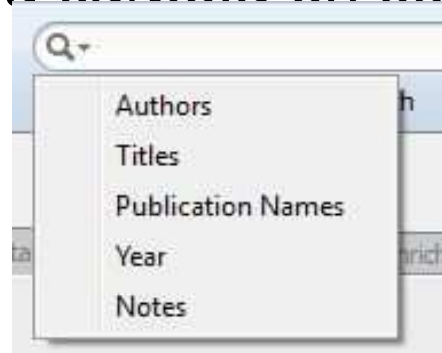 Authors
Titles
Publication Names
Year
Notes